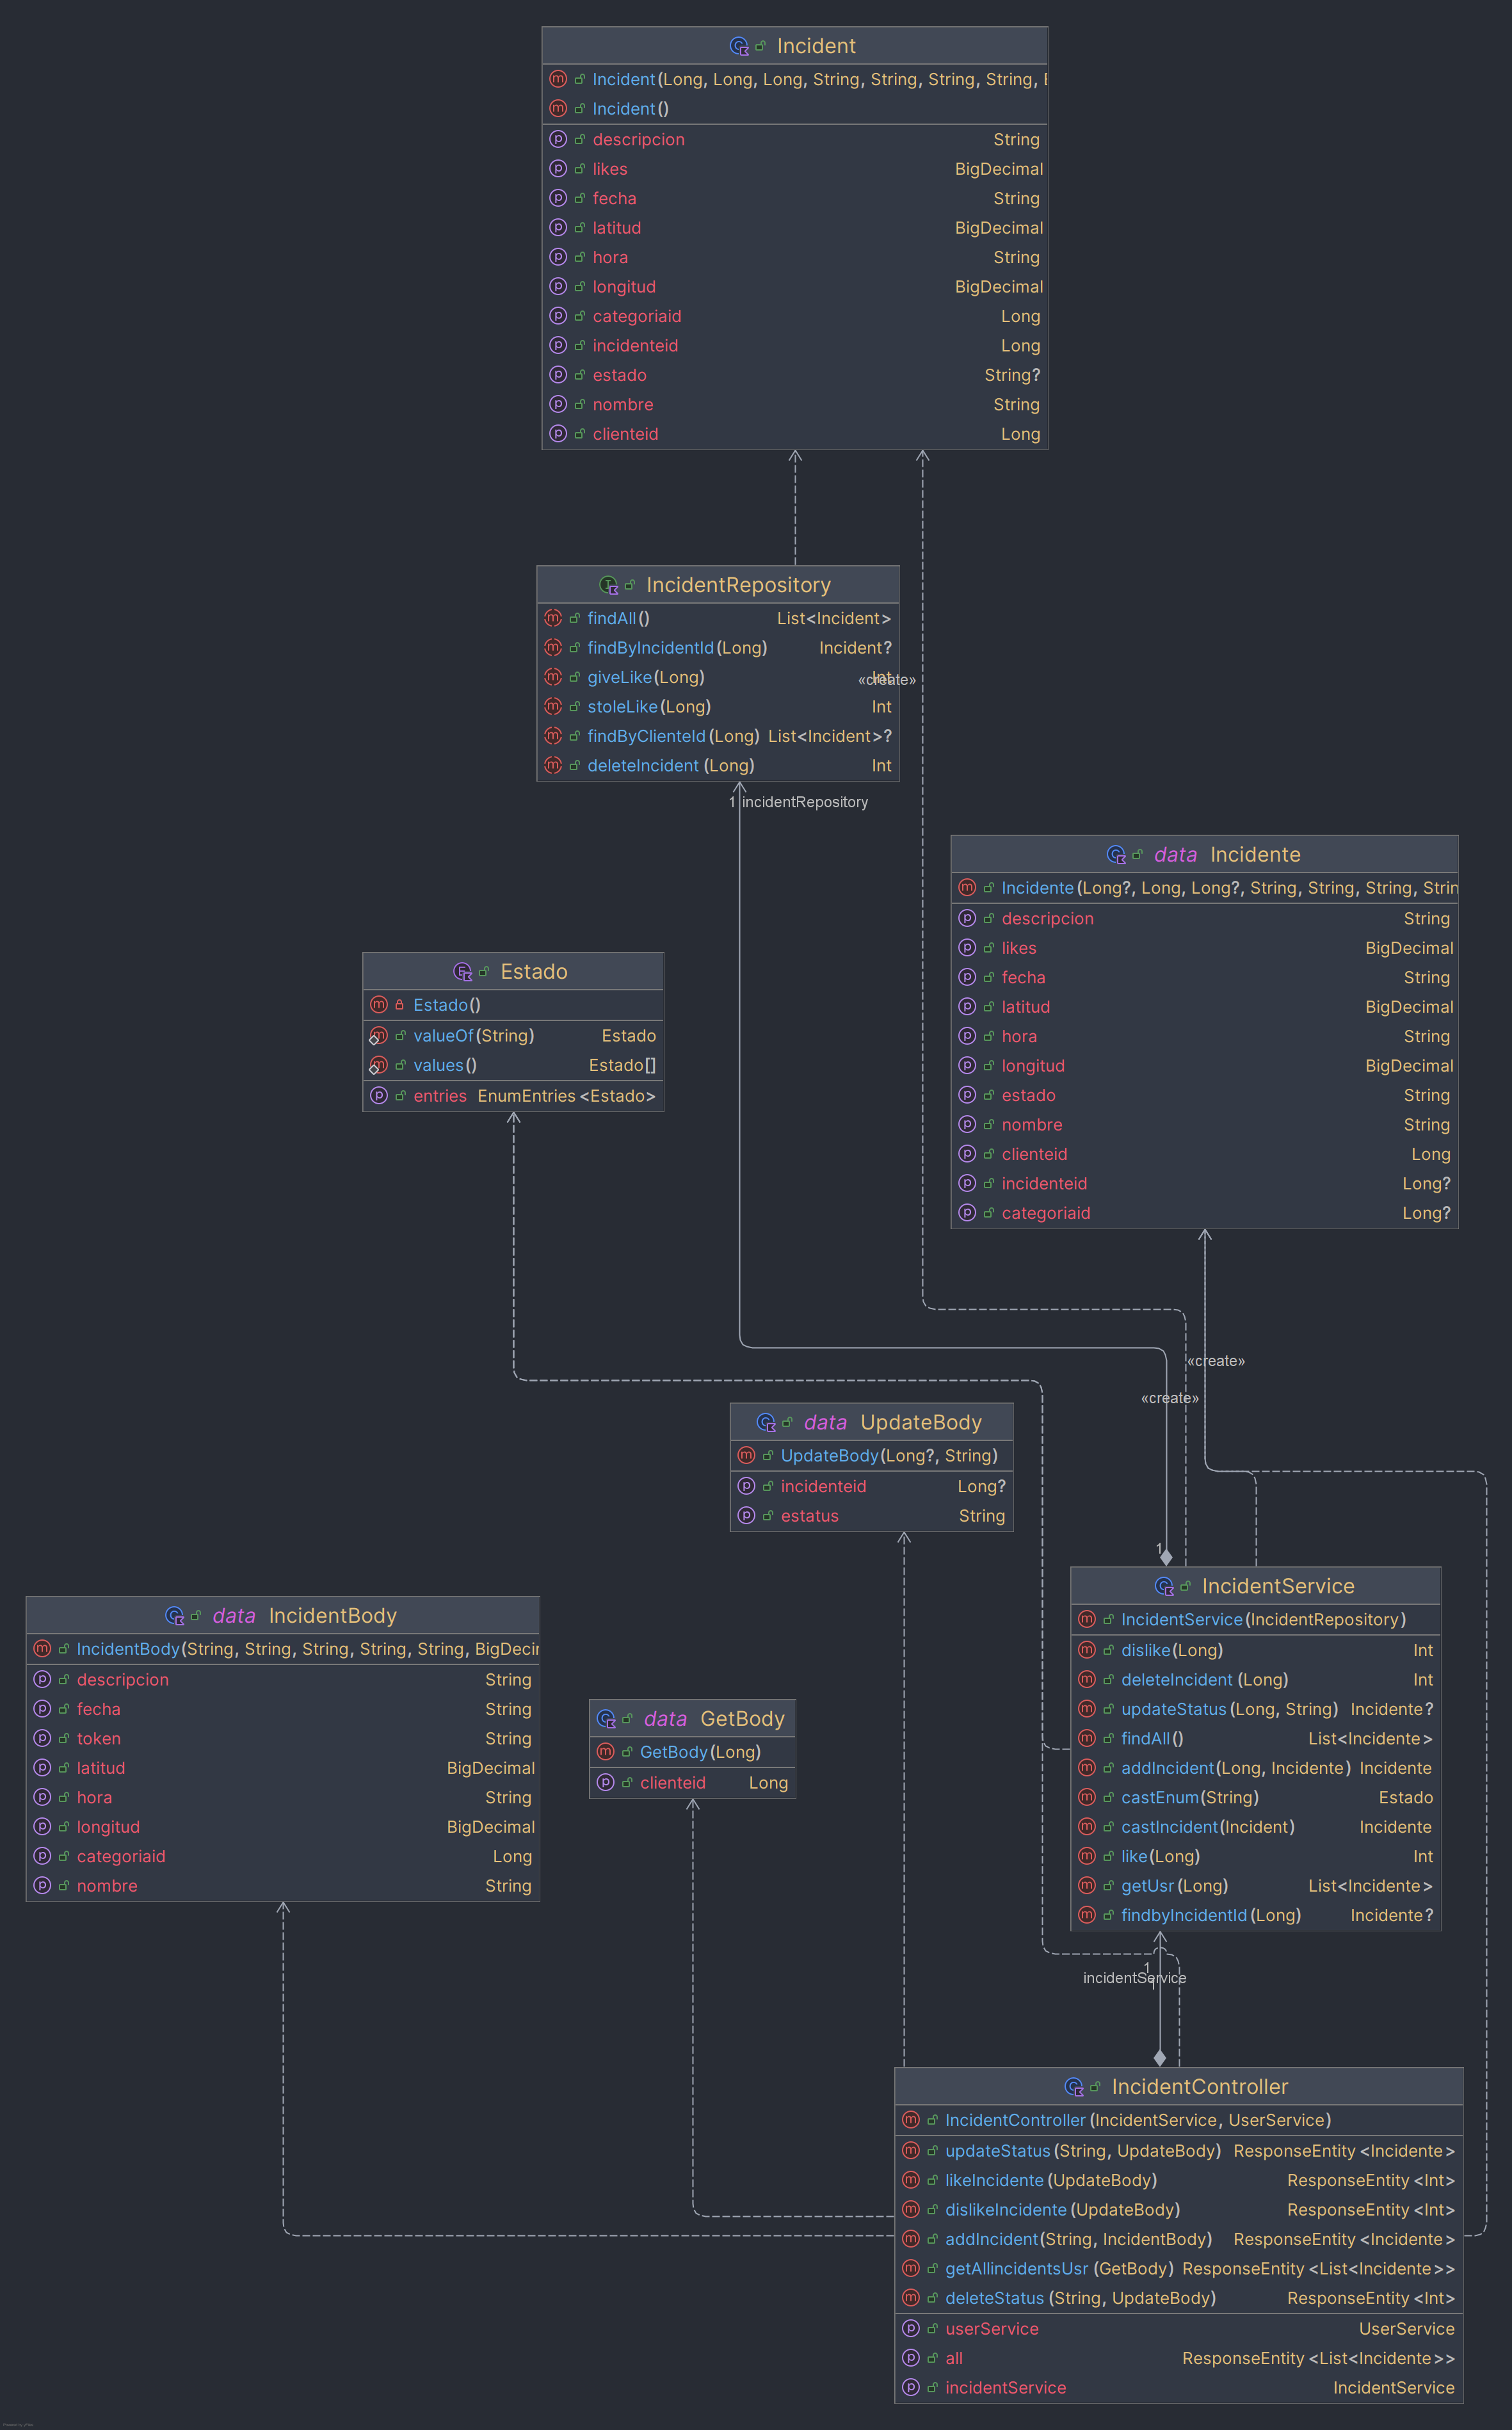 Incident
Incident(Long, Long, Long, String, String, String, String,
Incident()
descripcion String
likes BigDecimal
fecha String
latitud BigDecimal
hora String
longitud BigDecimal
categoriaid Long
incidenteid Long
estado String?
nombre String
clienteid Long
IncidentRepository
findAll() List<Incident>
findByIncidentId(Long) Incident?
giveLike(Long) Int
«create»
stoleLike(Long) Int
findByClienteId(Long) List<Incident>?
deleteIncident(Long) Int
1 incidentRepository
data Incidente
Incidente(Long?, Long, Long?, String, String, String, Strin
descripcion String
likes BigDecimal
fecha String
latitud BigDecimal
hora String
longitud BigDecimal
estado String
nombre String
clienteid Long
incidenteid Long?
categoriaid Long?
Estado
Estado()
valueOf(String) Estado
values() Estado[]
entries EnumEntries<Estado>
«create»
«create»
data UpdateBody
UpdateBody(Long?, String)
incidenteid Long?
estatus String
1
IncidentService
IncidentService(IncidentRepository)
dislike(Long) Int
deleteIncident(Long) Int
updateStatus(Long, String) Incidente?
findAll() List<Incidente>
addIncident(Long, Incidente) Incidente
castEnum(String) Estado
castIncident(Incident) Incidente
like(Long) Int
getUsr(Long) List<Incidente>
findbyIncidentId(Long) Incidente?
data IncidentBody
IncidentBody(String, String, String, String, String, BigDecir
descripcion String
fecha String
token String
latitud BigDecimal
hora String
longitud BigDecimal
categoriaid Long
nombre String
data GetBody
GetBody(Long)
clienteid Long
1
incidentService
1
IncidentController
IncidentController(IncidentService, UserService)
updateStatus(String, UpdateBody) ResponseEntity<Incidente>
likeIncidente(UpdateBody) ResponseEntity<Int>
dislikeIncidente(UpdateBody) ResponseEntity<Int>
addIncident(String, IncidentBody) ResponseEntity<Incidente>
getAllincidentsUsr(GetBody) ResponseEntity<List<Incidente>>
deleteStatus(String, UpdateBody) ResponseEntity<Int>
userService UserService
all ResponseEntity<List<Incidente>>
incidentService IncidentService